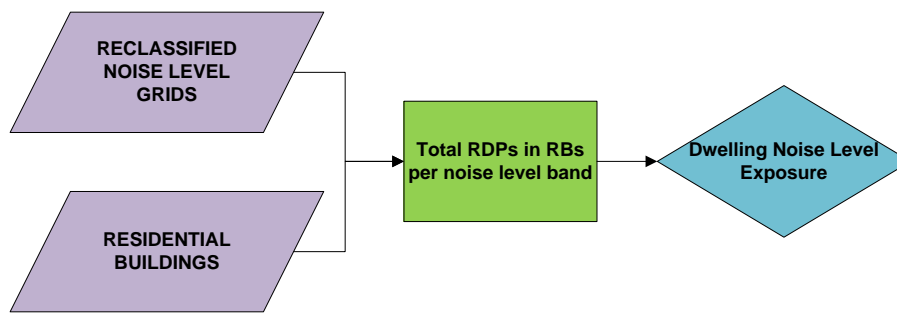 RECLASSIFIED
NOISE LEVEL
GRIDS
RESIDENTIAL
BUILDINGS
Total RDPs in RBs
per noise level band
Dwelling Noise Level
Exposure